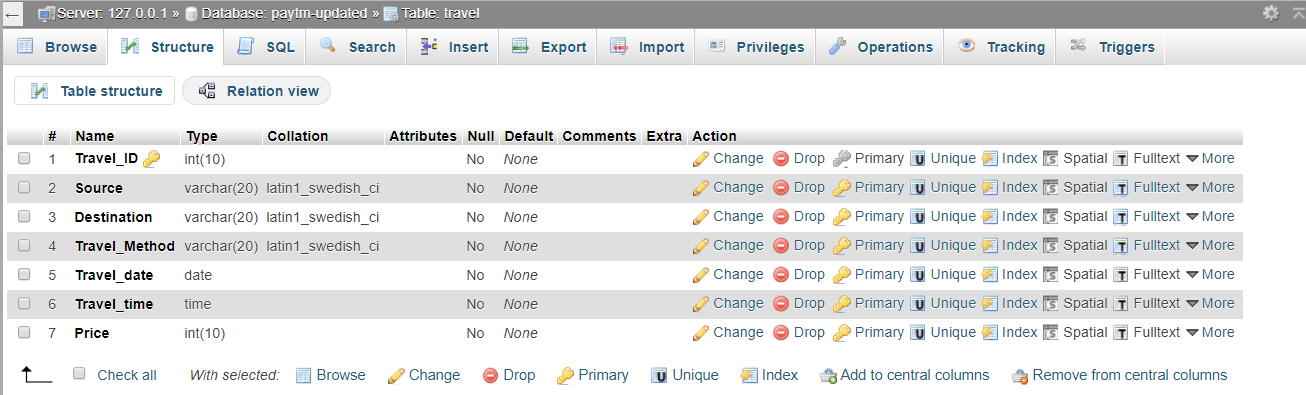 ← Server: 127.0.0.1 » Database: paytm-updated » Table: travel
Browse Structure SQL Search Insert Export Import Privileges Operations Tracking Triggers
Table structure Relation view
# Name Type Collation Attributes Null Default Comments Extra Action
1 Travel_ID int(10) No None Change Drop Primary Unique Index Spatial Fulltext More
2 Source varchar(20) latin1_swedish_ci No None Change Drop Primary Unique Index Spatial Fulltext More
3 Destination varchar(20) latin1_swedish_ci No None Change Drop Primary Unique Index Spatial Fulltext More
4 Travel_Method varchar(20) latin1_swedish_ci No None Change Drop Primary Unique Index Spatial Fulltext More
5 Travel_date date No None Change Drop Primary Unique Index Spatial Fulltext More
6 Travel_time time No None Change Drop Primary Unique Index Spatial Fulltext More
7 Price int(10) No None Change Drop Primary Unique Index Spatial Fulltext More
Check all With selected: Browse Change Drop Primary Unique Index Add to central columns Remove from central columns